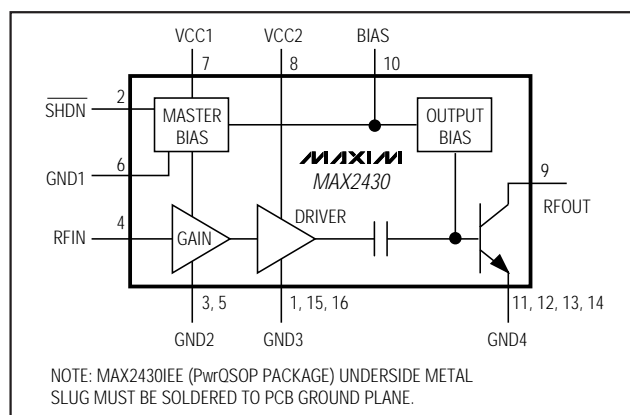 VCC1 VCC2 BIAS
7 8 10
2
SHDN
MASTER
BIAS
OUTPUT
BIAS
6
GND1
MAXIM
MAX2430
9
RFOUT
4
RFIN
GAIN
DRIVER
3, 5 1, 15, 16 11, 12, 13, 14
GND2 GND3 GND4
NOTE: MAX2430IEE (PwrQSOP PACKAGE) UNDERSIDE METAL
SLUG MUST BE SOLDERED TO PCB GROUND PLANE.